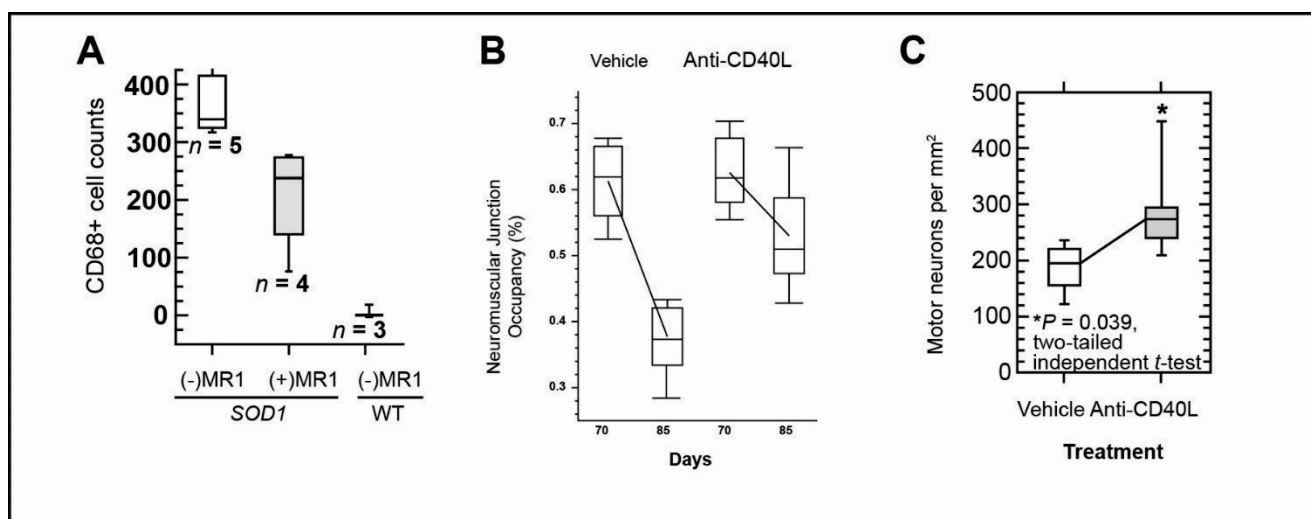 A
CD68+ cell counts
400
300
200
100
0
n = 5
n = 4
n = 3
(-)MR1 (+)MR1 (-)MR1
SOD1 WT
B
Vehicle Anti-CD40L
Neuromuscular Junction
Occupancy (%)
0.7
0.6
0.5
0.4
0.3
70 85 70 85
Days
C
Motor neurons per mm²
500
400
300
200
100
0
*
*P = 0.039,
two-tailed
independent t-test
Vehicle Anti-CD40L
Treatment